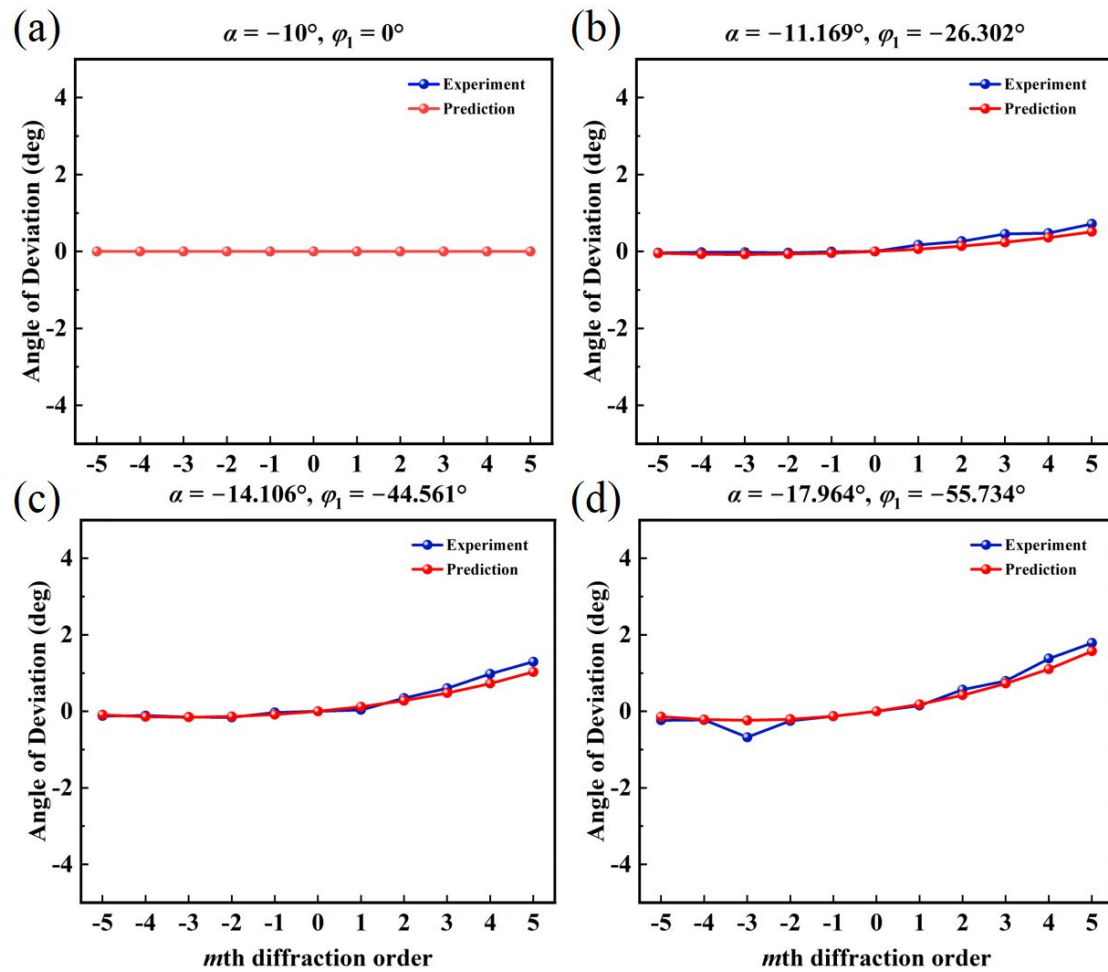 (a)
α = −10°, φ₁ = 0°
Angle of Deviation (deg)
4
2
0
-2
-4
Experiment
Prediction
-5 -4 -3 -2 -1 0 1 2 3 4 5
(b)
α = −11.169°, φ₁ = −26.302°
Angle of Deviation (deg)
4
2
0
-2
-4
Experiment
Prediction
-5 -4 -3 -2 -1 0 1 2 3 4 5
(c)
α = −14.106°, φ₁ = −44.561°
Angle of Deviation (deg)
4
2
0
-2
-4
Experiment
Prediction
-5 -4 -3 -2 -1 0 1 2 3 4 5
mth diffraction order
(d)
α = −17.964°, φ₁ = −55.734°
Angle of Deviation (deg)
4
2
0
-2
-4
Experiment
Prediction
-5 -4 -3 -2 -1 0 1 2 3 4 5
mth diffraction order